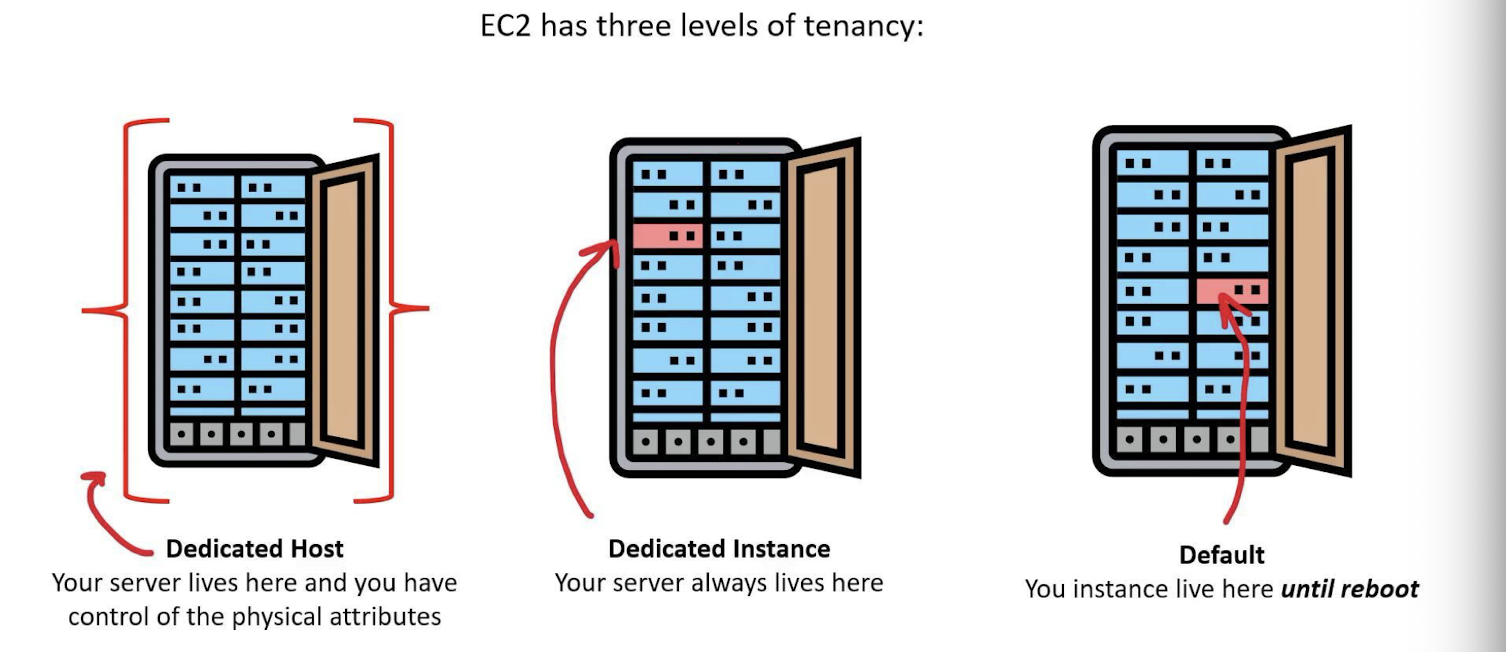 EC2 has three levels of tenancy:
Dedicated Host
Your server lives here and you have
control of the physical attributes
Dedicated Instance
Your server always lives here
Default
You instance live here until reboot